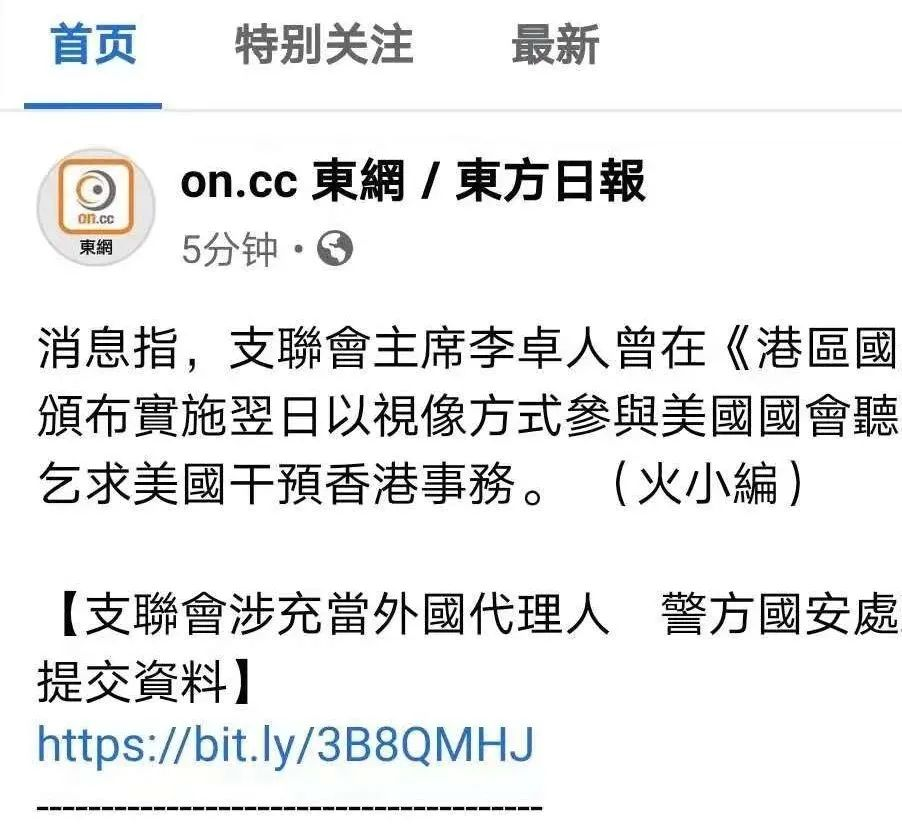 首页 特别关注 最新
on.cc 東網 / 東方日報
on.cc
東網
5分钟 ·
消息指，支聯會主席李卓人曾在《港區國
頒布實施翌日以視像方式參與美國國會聽
乞求美國干預香港事務。 （火小編）
【支聯會涉充當外國代理人 警方國安處
提交資料】
https://bit.ly/3B8QMHJ
---------------------------------------